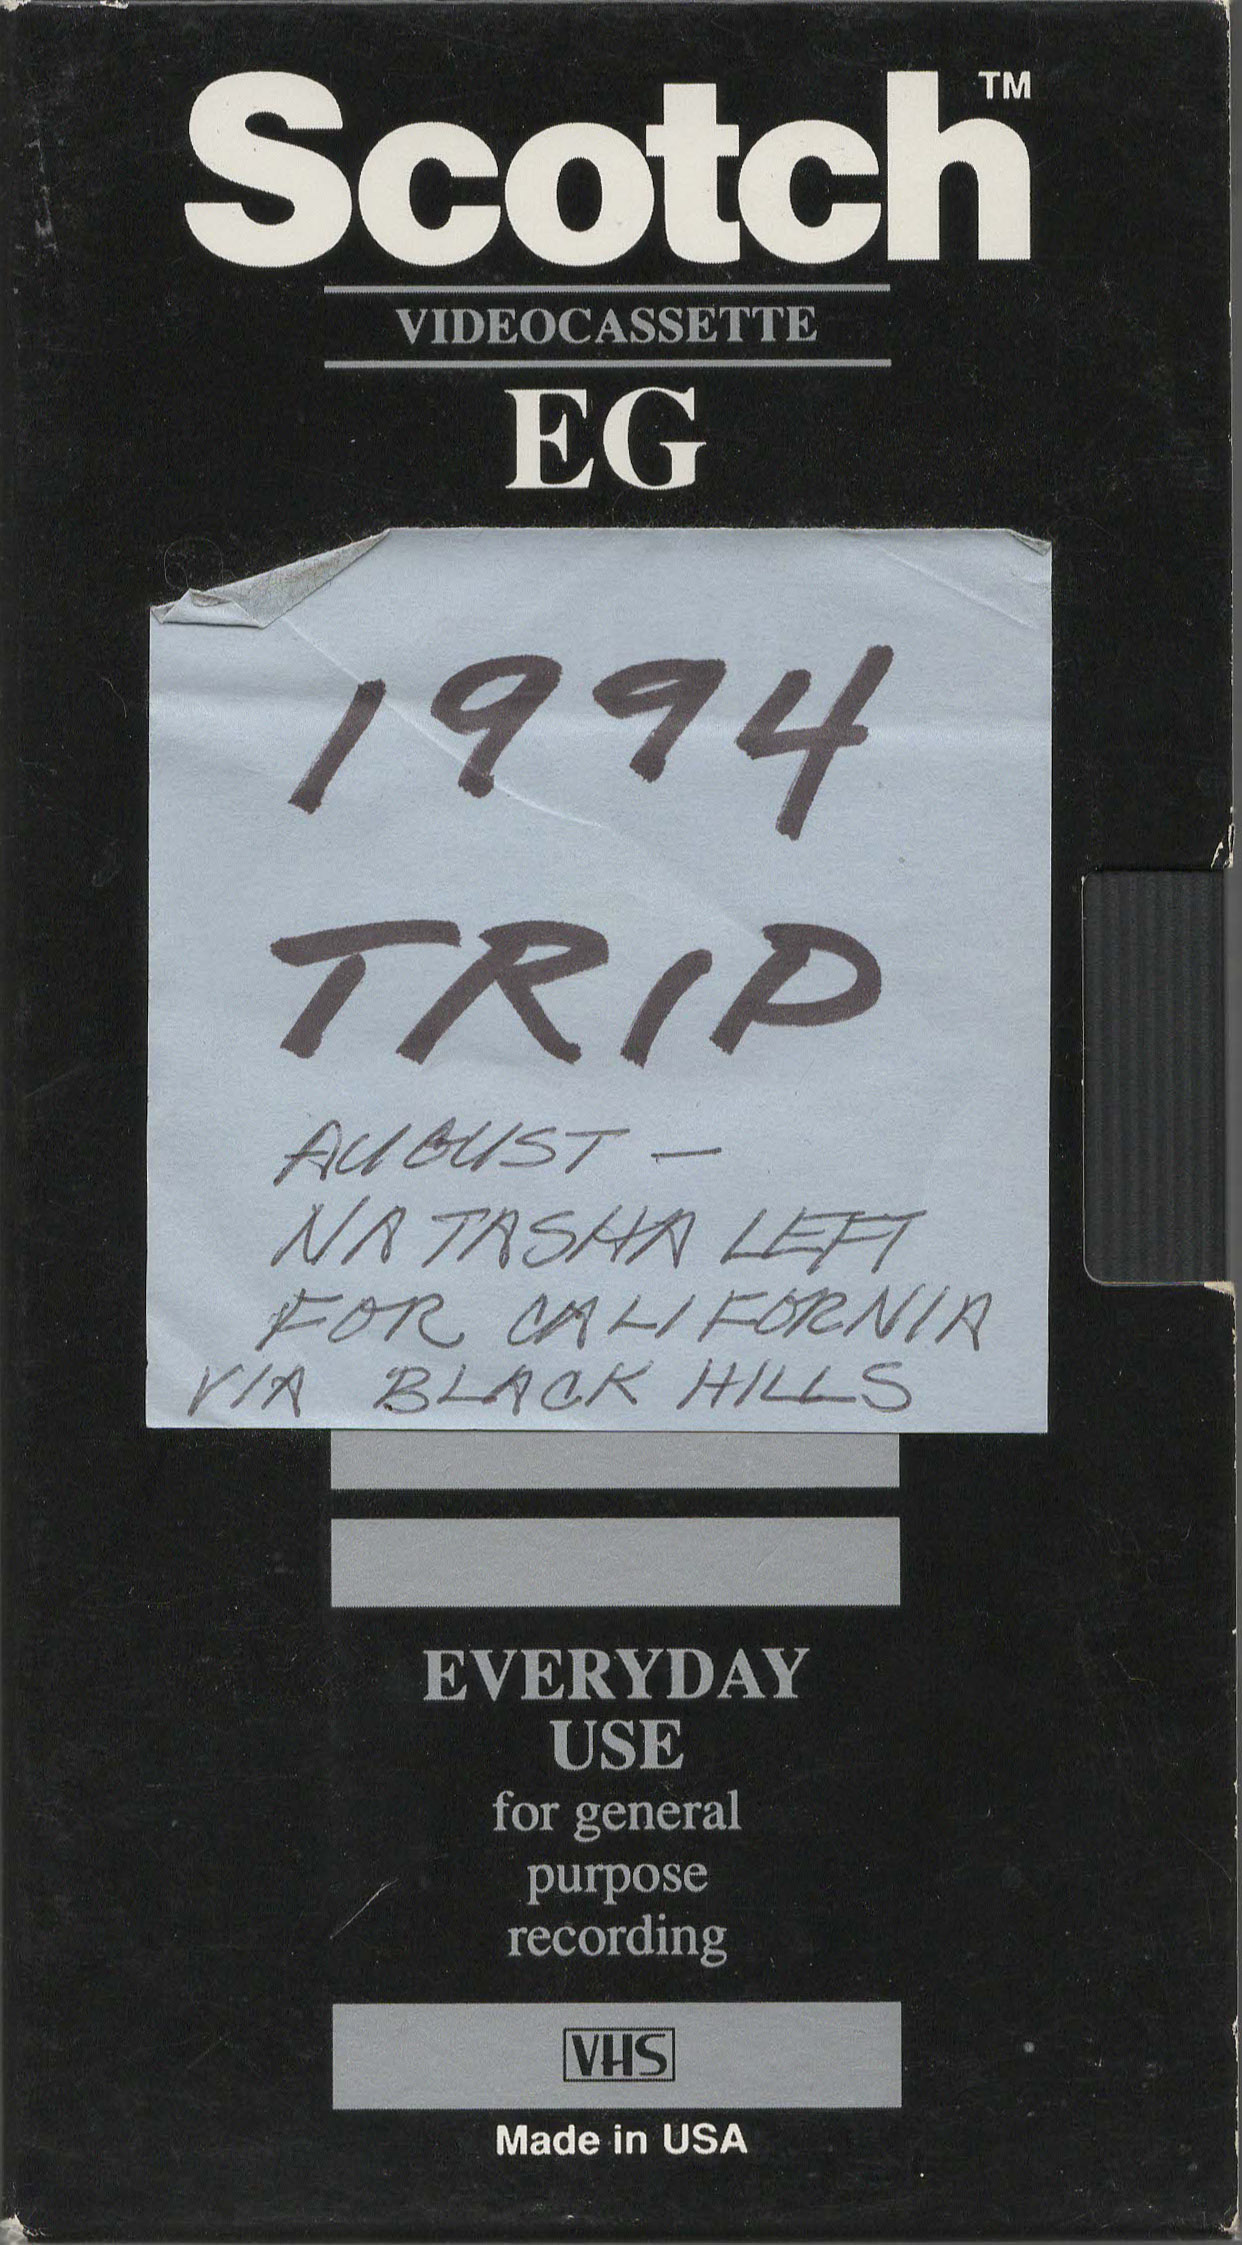 Scotch™
VIDEOCASSETTE
EG
1994
TRIP
AUGUST -
NATASHA LEFT
FOR CALIFORNIA
VIA BLACK HILLS
EVERYDAY
USE
for general
purpose
recording
VHS
Made in USA